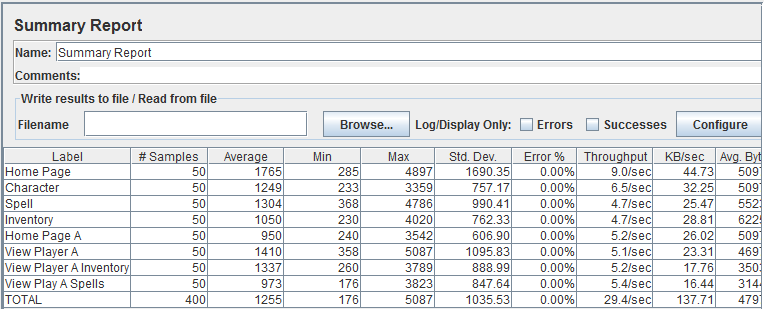 Summary Report
Name: Summary Report
Comments:
Write results to file / Read from file
Filename Browse... Log/Display Only: Errors Successes Configure
Label # Samples Average Min Max Std. Dev. Error % Throughput KB/sec Avg. Byt
Home Page 50 1765 285 4897 1690.35 0.00% 9.0/sec 44.73 509
Character 50 1249 233 3359 757.17 0.00% 6.5/sec 32.25 509
Spell 50 1304 368 4786 990.41 0.00% 4.7/sec 25.47 552
Inventory 50 1050 230 4020 762.33 0.00% 4.7/sec 28.81 622
Home Page A 50 950 240 3542 606.90 0.00% 5.2/sec 26.02 509
View Player A 50 1410 358 5087 1095.83 0.00% 5.1/sec 23.31 469
View Player A Inventory 50 1337 260 3789 888.99 0.00% 5.2/sec 17.76 350
View Play A Spells 50 973 176 3823 847.64 0.00% 5.4/sec 16.44 314
TOTAL 400 1255 176 5087 1035.53 0.00% 29.4/sec 137.71 479